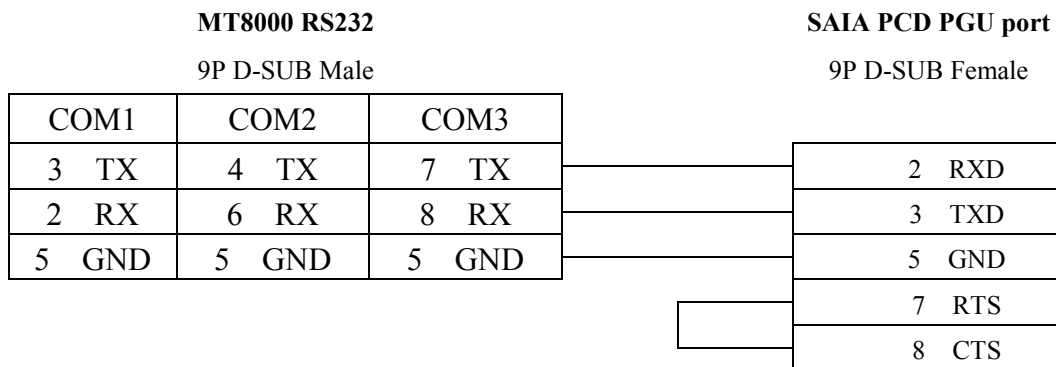 MT8000 RS232 SAIA PCD PGU port
9P D-SUB Male 9P D-SUB Female
COM1 COM2 COM3
3 TX 4 TX 7 TX 2 RXD
2 RX 6 RX 8 RX 3 TXD
5 GND 5 GND 5 GND 5 GND
7 RTS
8 CTS